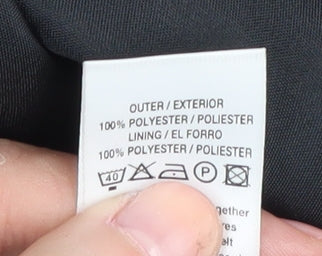 OUTER / EXTERIOR
100% POLYESTER / POLIESTER
LINING / EL FORRO
100% POLYESTER / POLIESTER
40 P